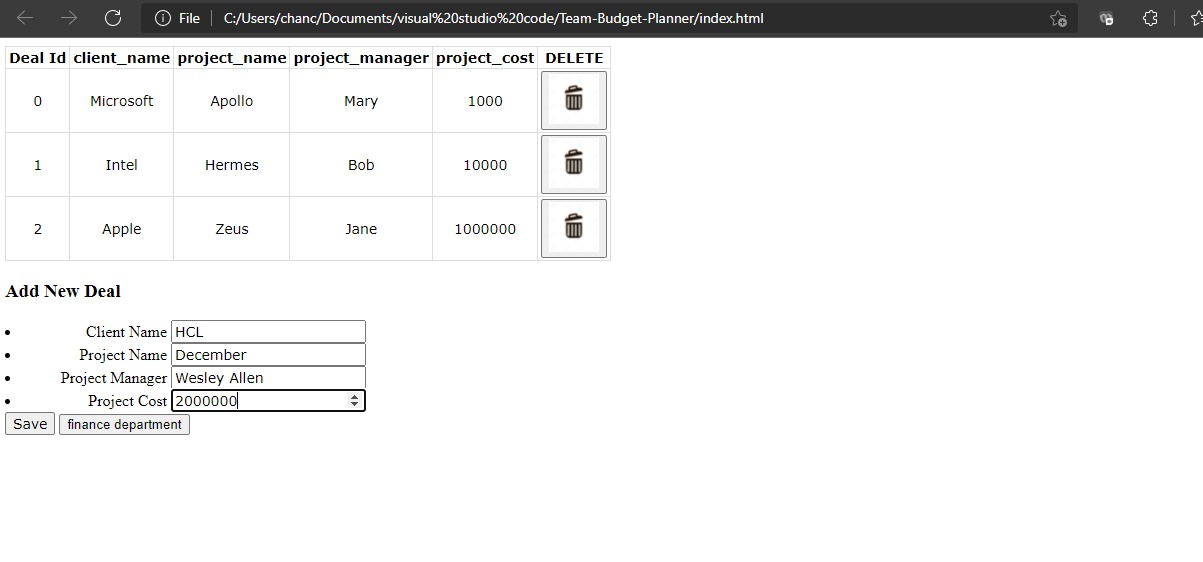 File C:/Users/chanc/Documents/visual%20studio%20code/Team-Budget-Planner/index.html
Deal Id client_name project_name project_manager project_cost DELETE
0 Microsoft Apollo Mary 1000
1 Intel Hermes Bob 10000
2 Apple Zeus Jane 1000000
Add New Deal
Client Name HCL
Project Name December
Project Manager Wesley Allen
Project Cost 2000000
Save finance department